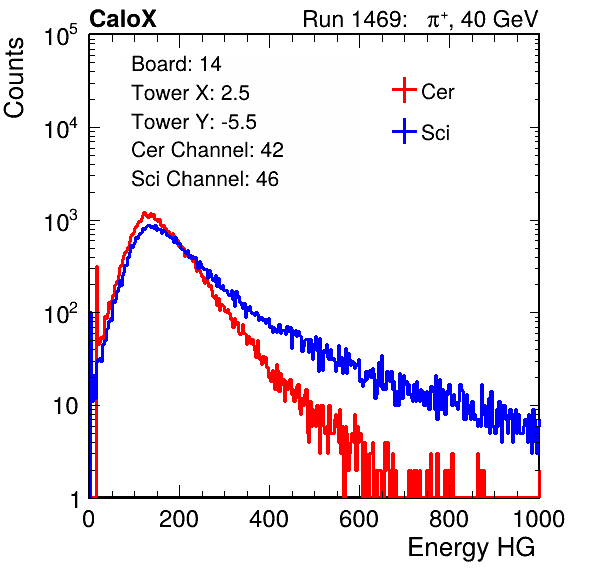 CaloX Run 1469: π⁺, 40 GeV
Counts
Board: 14
Tower X: 2.5
Tower Y: -5.5
Cer Channel: 42
Sci Channel: 46
Cer
Sci
10⁵
10⁴
10³
10²
10
1
0 200 400 600 800 1000
Energy HG